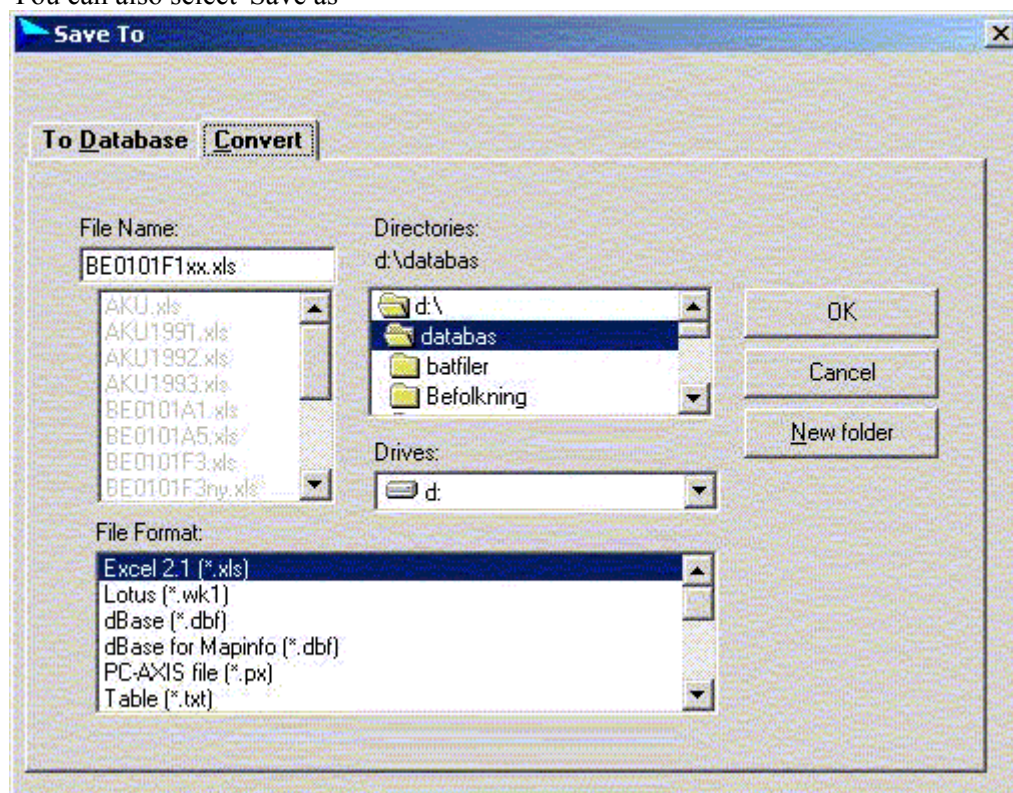 You can also select 'Save as'
Save To
To Database Convert
File Name:
BE0101F1xx.xls
AKU.xls
AKU1991.xls
AKU1992.xls
AKU1993.xls
BE0101A1.xls
BE0101A5.xls
BE0101F3.xls
BE0101F3ny.xls
Directories:
d:\databas
d:\
databas
batfiler
Befolkning
Drives:
d:
OK
Cancel
New folder
File Format:
Excel 2.1 (*.xls)
Lotus (*.wk1)
dBase (*.dbf)
dBase for Mapinfo (*.dbf)
PC-AXIS file (*.px)
Table (*.txt)